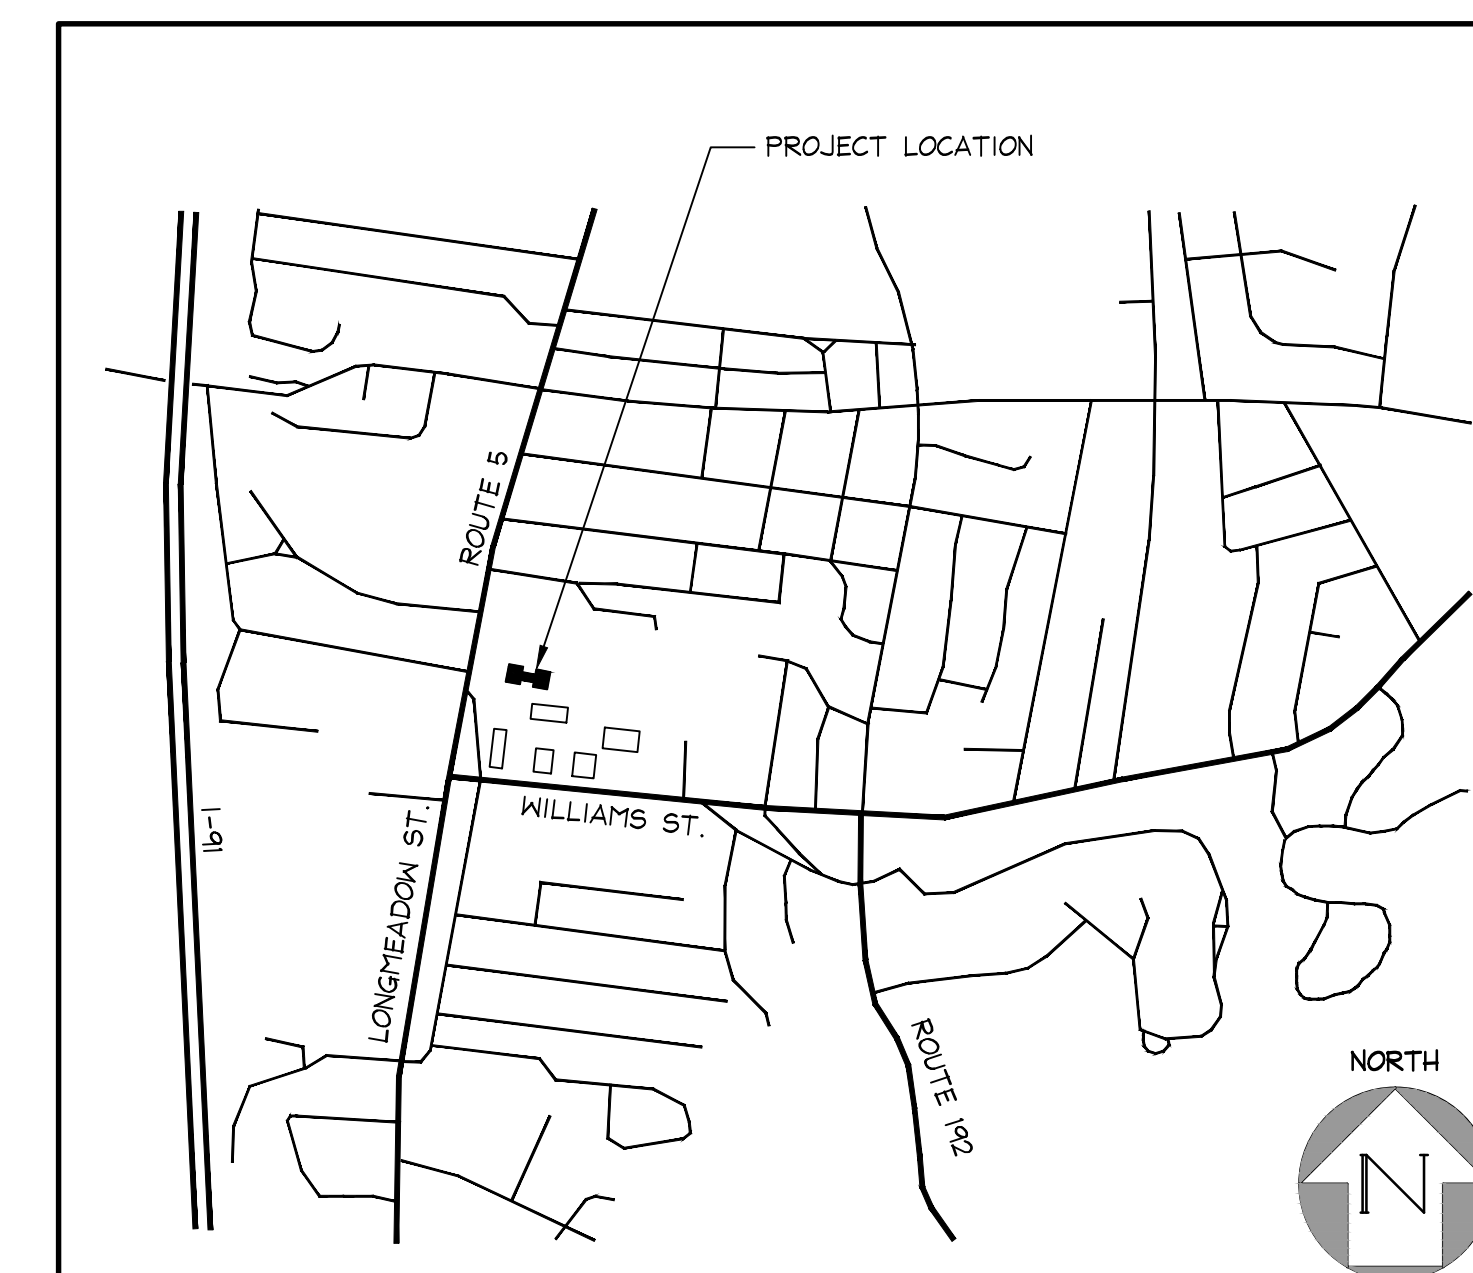 PROJECT LOCATION
ROUTE 5
WILLIAMS ST.
I-91
LONGMEADOW ST.
ROUTE 192
NORTH
N